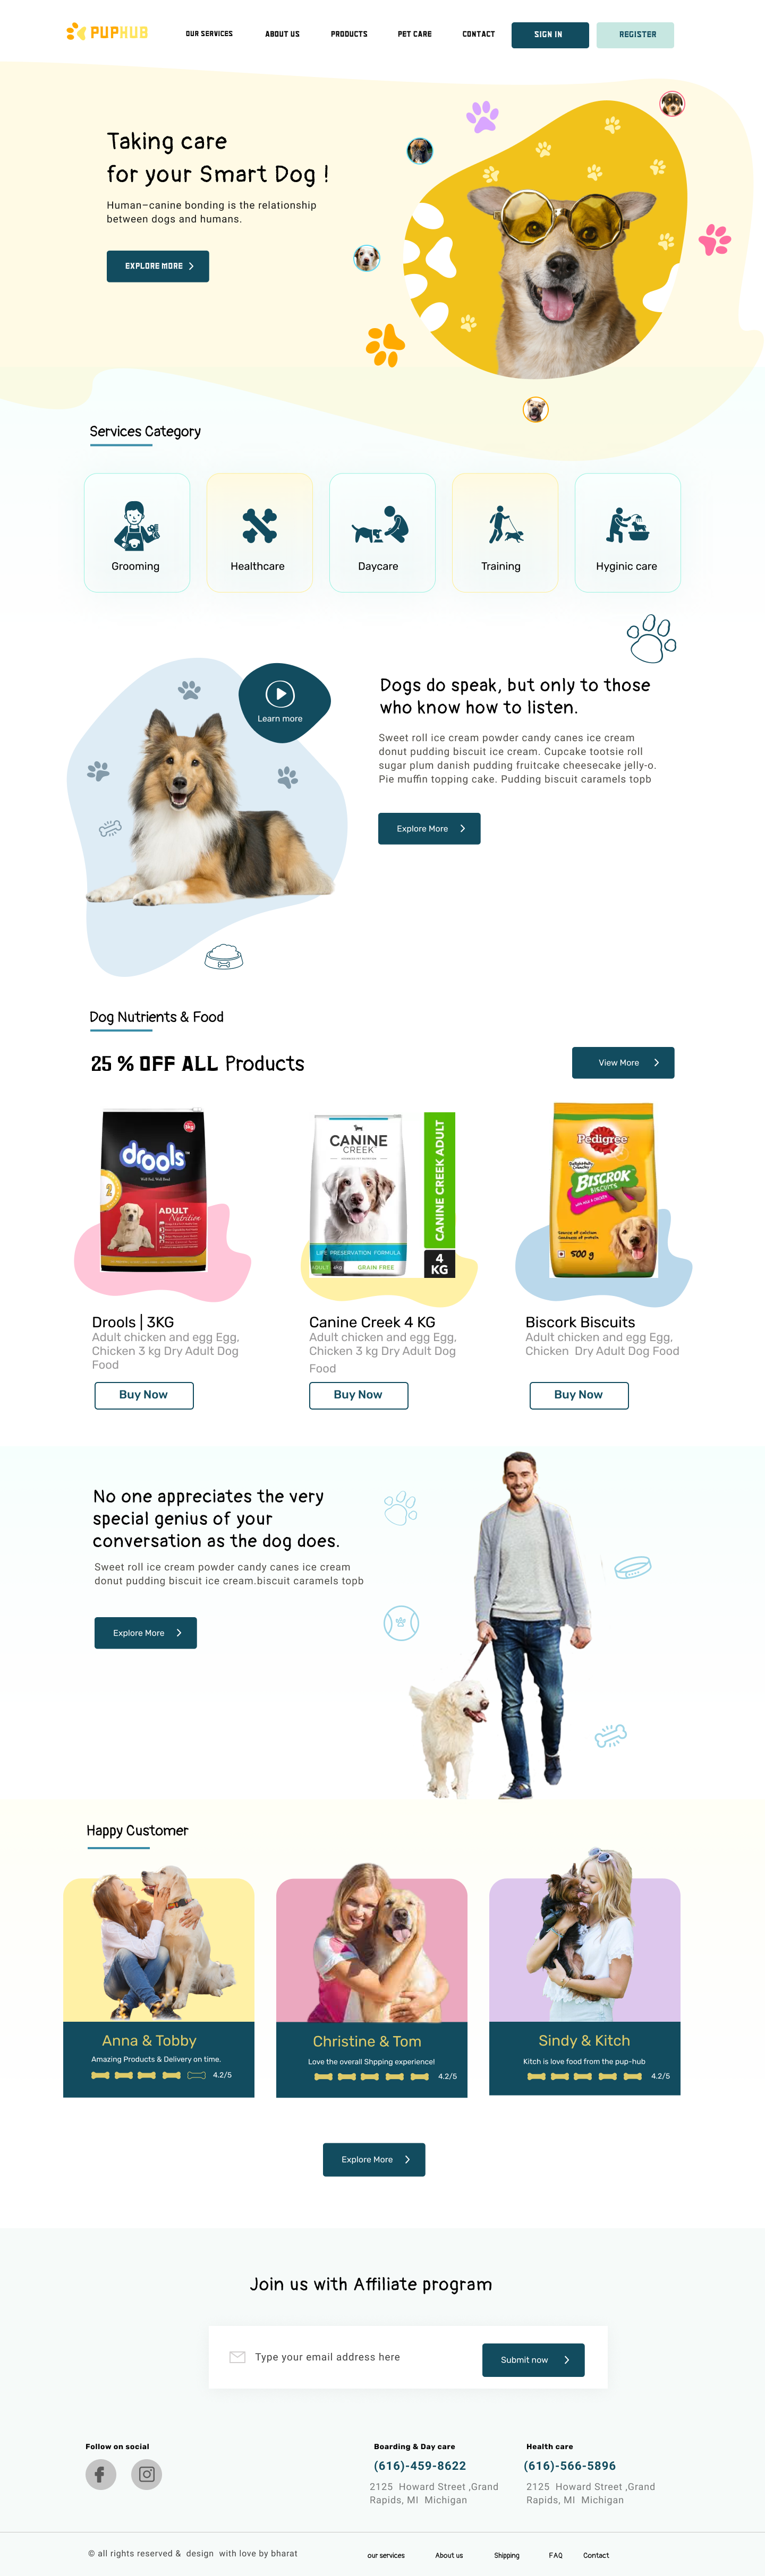 PUPHUB
OUR SERVICES
ABOUT US
PRODUCTS
PET CARE
CONTACT
SIGN IN
REGISTER
Taking care
for your Smart Dog !
Human–canine bonding is the relationship
between dogs and humans.
EXPLORE MORE
Services Category
Grooming
Healthcare
Daycare
Training
Hyginic care
Learn more
Dogs do speak, but only to those
who know how to listen.
Sweet roll ice cream powder candy canes ice cream
donut pudding biscuit ice cream. Cupcake tootsie roll
sugar plum danish pudding fruitcake cheesecake jelly-o.
Pie muffin topping cake. Pudding biscuit caramels topb
Explore More
Dog Nutrients & Food
25 % OFF ALL Products
View More
3kg
drools
2
ADULT
Nutrition
CANINE
CREEK
LIFE PRESERVATION FORMULA
ADULT 4kg GRAIN FREE
CANINE CREEK ADULT
4
KG
Pedigree
BISCROK
BISCUITS
500 g
Drools | 3KG
Adult chicken and egg Egg,
Chicken 3 kg Dry Adult Dog
Food
Buy Now
Canine Creek 4 KG
Adult chicken and egg Egg,
Chicken 3 kg Dry Adult Dog
Food
Buy Now
Biscork Biscuits
Adult chicken and egg Egg,
Chicken Dry Adult Dog Food
Buy Now
No one appreciates the very
special genius of your
conversation as the dog does.
Sweet roll ice cream powder candy canes ice cream
donut pudding biscuit ice cream.biscuit caramels topb
Explore More
Happy Customer
Anna & Tobby
Amazing Products & Delivery on time.
4.2/5
Christine & Tom
Love the overall Shpping experience!
4.2/5
Sindy & Kitch
Kitch is love food from the pup-hub
4.2/5
Explore More
Join us with Affiliate program
Type your email address here
Submit now
Follow on social
Boarding & Day care
(616)-459-8622
2125 Howard Street ,Grand
Rapids, MI Michigan
Health care
(616)-566-5896
2125 Howard Street ,Grand
Rapids, MI Michigan
© all rights reserved & design with love by bharat
our services
About us
Shipping
FAQ
Contact